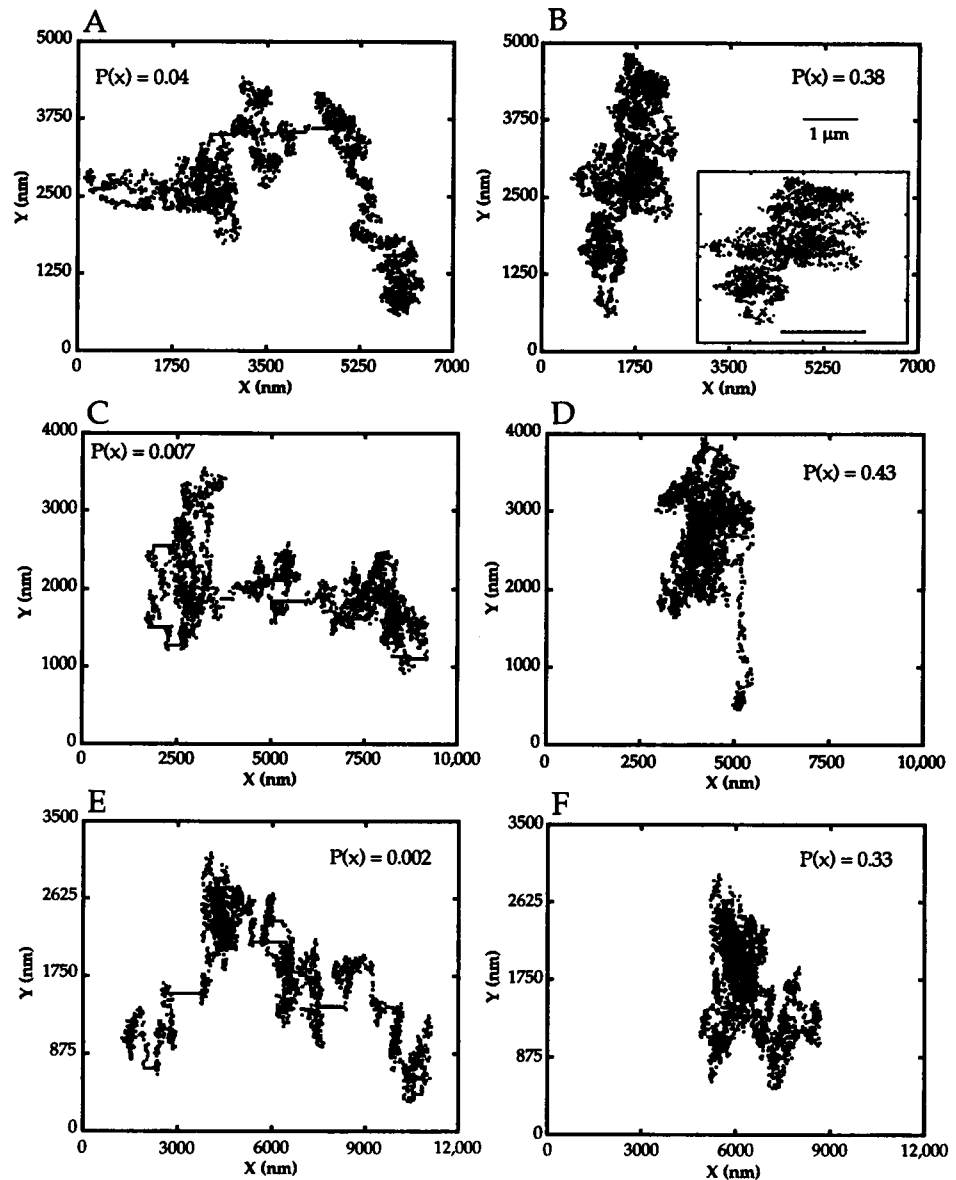 A
5000
P(x) = 0.04
3750
Y (nm)
2500
1250
0
0 1750 3500 5250 7000
X (nm)
B
5000
P(x) = 0.38
3750
1 μm
Y (nm)
2500
1250
0
0 1750 3500 5250 7000
X (nm)
C
4000
P(x) = 0.007
3000
Y (nm)
2000
1000
0
0 2500 5000 7500 10,000
X (nm)
D
4000
P(x) = 0.43
3000
Y (nm)
2000
1000
0
0 2500 5000 7500 10,000
X (nm)
E
3500
P(x) = 0.002
2625
Y (nm)
1750
875
0
0 3000 6000 9000 12,000
X (nm)
F
3500
P(x) = 0.33
2625
Y (nm)
1750
875
0
0 3000 6000 9000 12,000
X (nm)